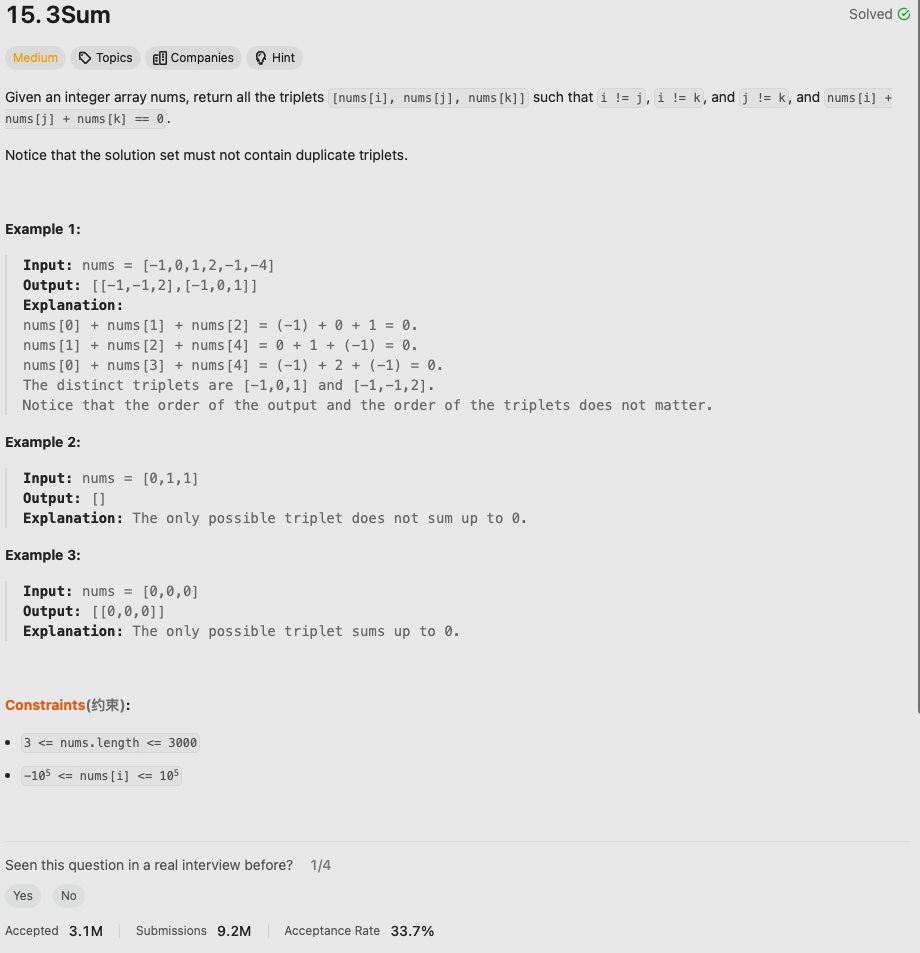 15. 3Sum
Solved
Medium Topics Companies Hint
Given an integer array nums, return all the triplets [nums[i], nums[j], nums[k]] such that i != j, i != k, and j != k, and nums[i] +
nums[j] + nums[k] == 0.
Notice that the solution set must not contain duplicate triplets.
Example 1:
Input: nums = [-1,0,1,2,-1,-4]
Output: [[-1,-1,2],[-1,0,1]]
Explanation:
nums[0] + nums[1] + nums[2] = (-1) + 0 + 1 = 0.
nums[1] + nums[2] + nums[4] = 0 + 1 + (-1) = 0.
nums[0] + nums[3] + nums[4] = (-1) + 2 + (-1) = 0.
The distinct triplets are [-1,0,1] and [-1,-1,2].
Notice that the order of the output and the order of the triplets does not matter.
Example 2:
Input: nums = [0,1,1]
Output: []
Explanation: The only possible triplet does not sum up to 0.
Example 3:
Input: nums = [0,0,0]
Output: [[0,0,0]]
Explanation: The only possible triplet sums up to 0.
Constraints(约束):
• 3 <= nums.length <= 3000
• -10⁵ <= nums[i] <= 10⁵
Seen this question in a real interview before? 1/4
Yes No
Accepted 3.1M Submissions 9.2M Acceptance Rate 33.7%